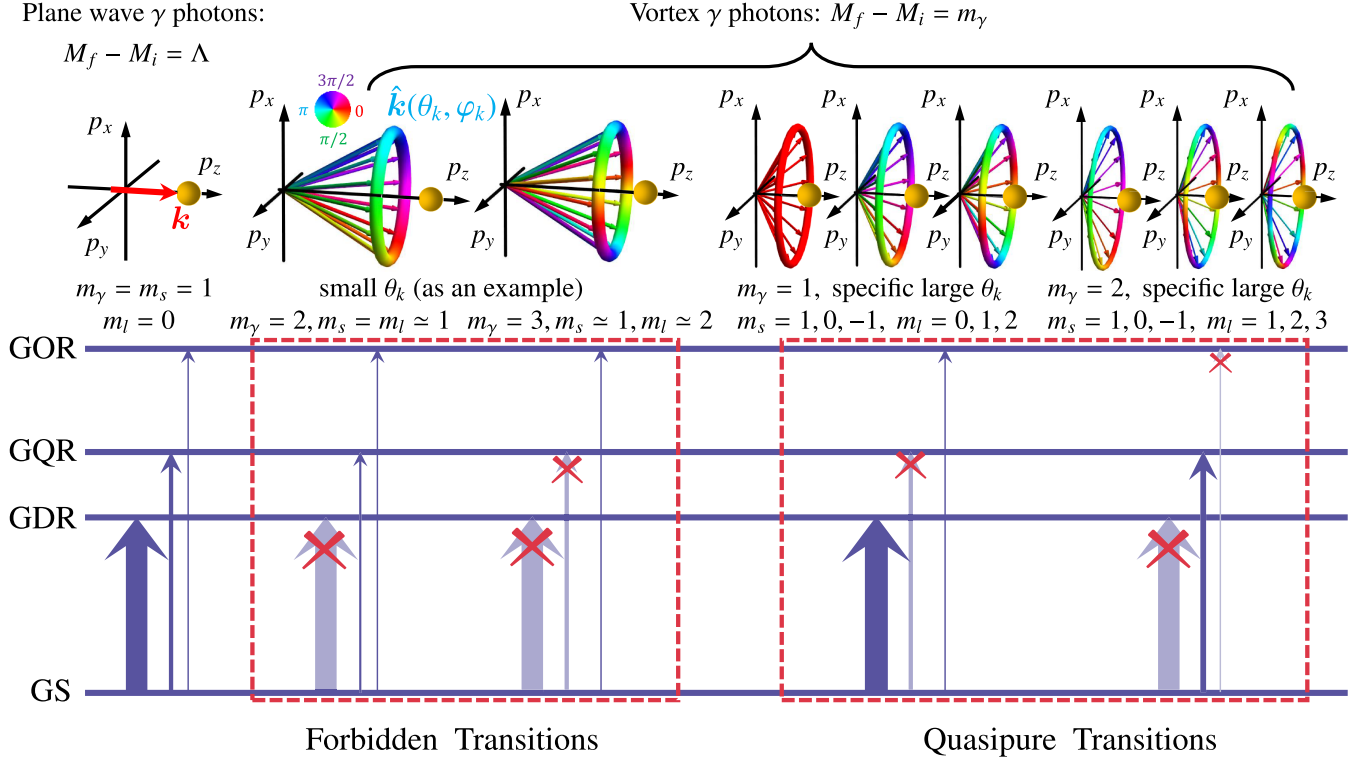 Plane wave γ photons:
M_f − M_i = Λ
Vortex γ photons: M_f − M_i = m_γ
p_x
p_z
p_y
k
p_x
3π/2
π
0
π/2
k̂(θ_k, φ_k)
p_z
p_y
p_x
p_z
p_y
p_x
p_z
p_y
p_x
p_z
p_y
p_x
p_z
p_y
p_x
p_z
p_y
p_x
p_z
p_y
p_x
p_z
p_y
m_γ = m_s = 1
m_l = 0
small θ_k (as an example)
m_γ = 2, m_s = m_l ≃ 1
m_γ = 3, m_s ≃ 1, m_l ≃ 2
m_γ = 1, specific large θ_k
m_s = 1, 0, −1, m_l = 0, 1, 2
m_γ = 2, specific large θ_k
m_s = 1, 0, −1, m_l = 1, 2, 3
GOR
GQR
GDR
GS
Forbidden Transitions
Quasipure Transitions